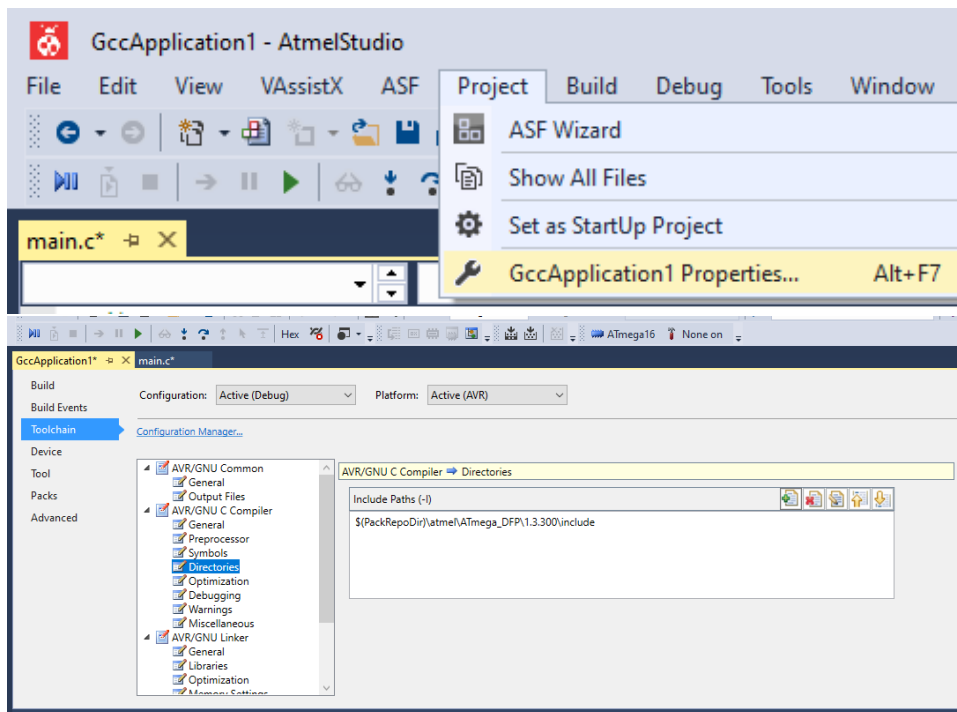 GccApplication1 - AtmelStudio
File Edit View VAssistX ASF Project Build Debug Tools Window
ASF Wizard
Show All Files
Set as StartUp Project
main.c*
GccApplication1 Properties... Alt+F7
Hex ATmega16 None on
GccApplication1* main.c*
Build
Configuration: Active (Debug) Platform: Active (AVR)
Build Events
Toolchain
Configuration Manager...
Device
Tool
Packs
Advanced
AVR/GNU Common
General
Output Files
AVR/GNU C Compiler
General
Preprocessor
Symbols
Directories
Optimization
Debugging
Warnings
Miscellaneous
AVR/GNU Linker
General
Libraries
Optimization
Memory Settings
AVR/GNU C Compiler ➡ Directories
Include Paths (-I)
$(PackRepoDir)\atmel\ATmega_DFP\1.3.300\include